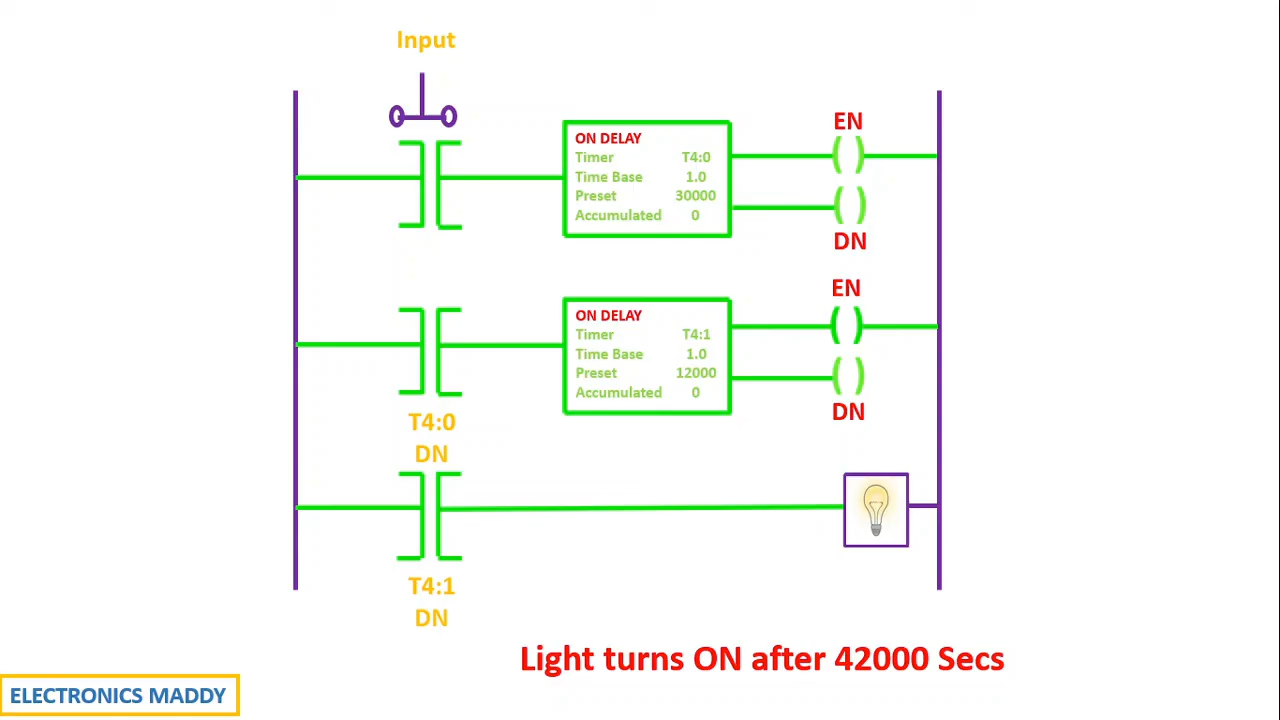 Input
ON DELAY
Timer T4:0
Time Base 1.0
Preset 30000
Accumulated 0
EN
DN
ON DELAY
Timer T4:1
Time Base 1.0
Preset 12000
Accumulated 0
EN
DN
T4:0
DN
T4:1
DN
Light turns ON after 42000 Secs
ELECTRONICS MADDY